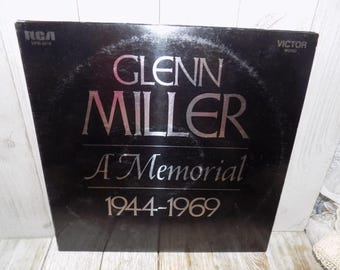 RCA VICTOR
GLENN
MILLER
A Memorial
1944-1969